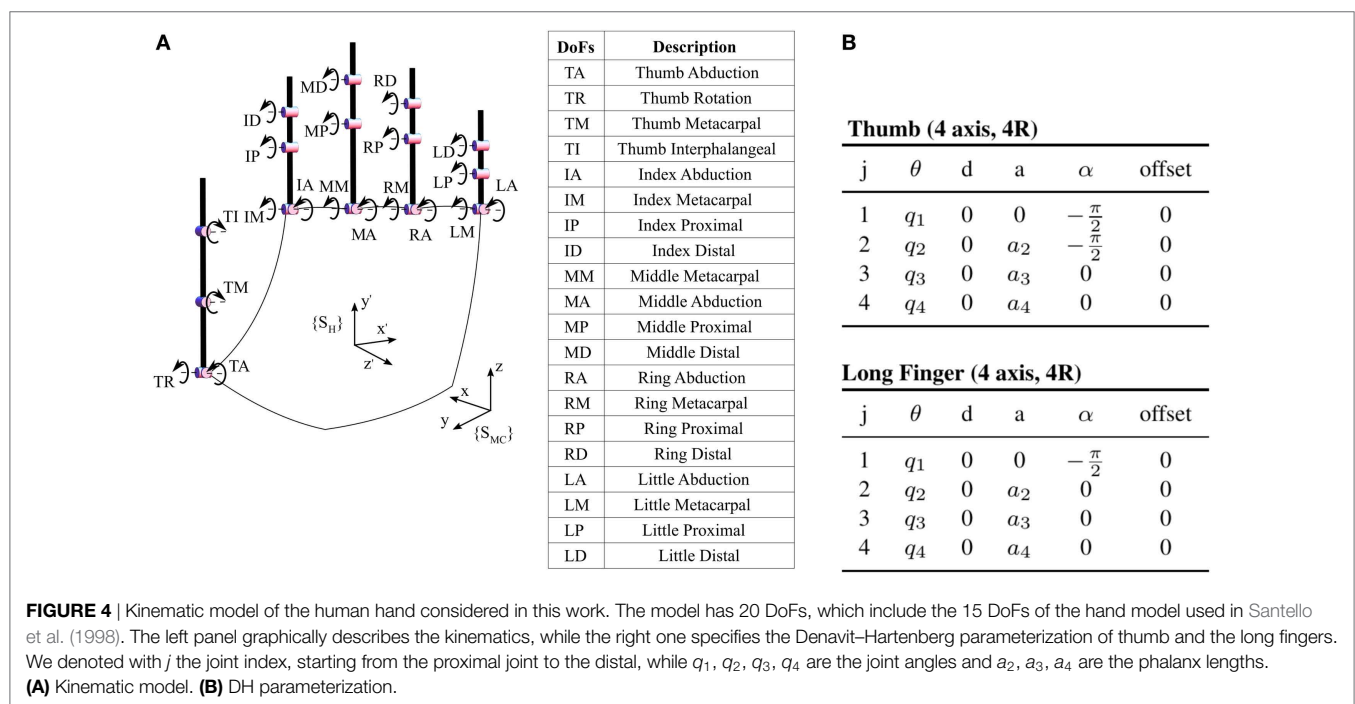 A
MD
RD
ID
MP
RP
IP
LD
LP
IA
MM
RM
LA
TI
IM
MA
RA
LM
TM
{S_H}
y'
x'
z'
TR
TA
z
x
y
{S_MC}
DoFs Description
TA Thumb Abduction
TR Thumb Rotation
TM Thumb Metacarpal
TI Thumb Interphalangeal
IA Index Abduction
IM Index Metacarpal
IP Index Proximal
ID Index Distal
MM Middle Metacarpal
MA Middle Abduction
MP Middle Proximal
MD Middle Distal
RA Ring Abduction
RM Ring Metacarpal
RP Ring Proximal
RD Ring Distal
LA Little Abduction
LM Little Metacarpal
LP Little Proximal
LD Little Distal
B
Thumb (4 axis, 4R)
j θ d a α offset
1 q₁ 0 0 −π/2 0
2 q₂ 0 a₂ −π/2 0
3 q₃ 0 a₃ 0 0
4 q₄ 0 a₄ 0 0
Long Finger (4 axis, 4R)
j θ d a α offset
1 q₁ 0 0 −π/2 0
2 q₂ 0 a₂ 0 0
3 q₃ 0 a₃ 0 0
4 q₄ 0 a₄ 0 0
FIGURE 4 | Kinematic model of the human hand considered in this work. The model has 20 DoFs, which include the 15 DoFs of the hand model used in Santello
et al. (1998). The left panel graphically describes the kinematics, while the right one specifies the Denavit–Hartenberg parameterization of thumb and the long fingers.
We denoted with j the joint index, starting from the proximal joint to the distal, while q₁, q₂, q₃, q₄ are the joint angles and a₂, a₃, a₄ are the phalanx lengths.
(A) Kinematic model. (B) DH parameterization.